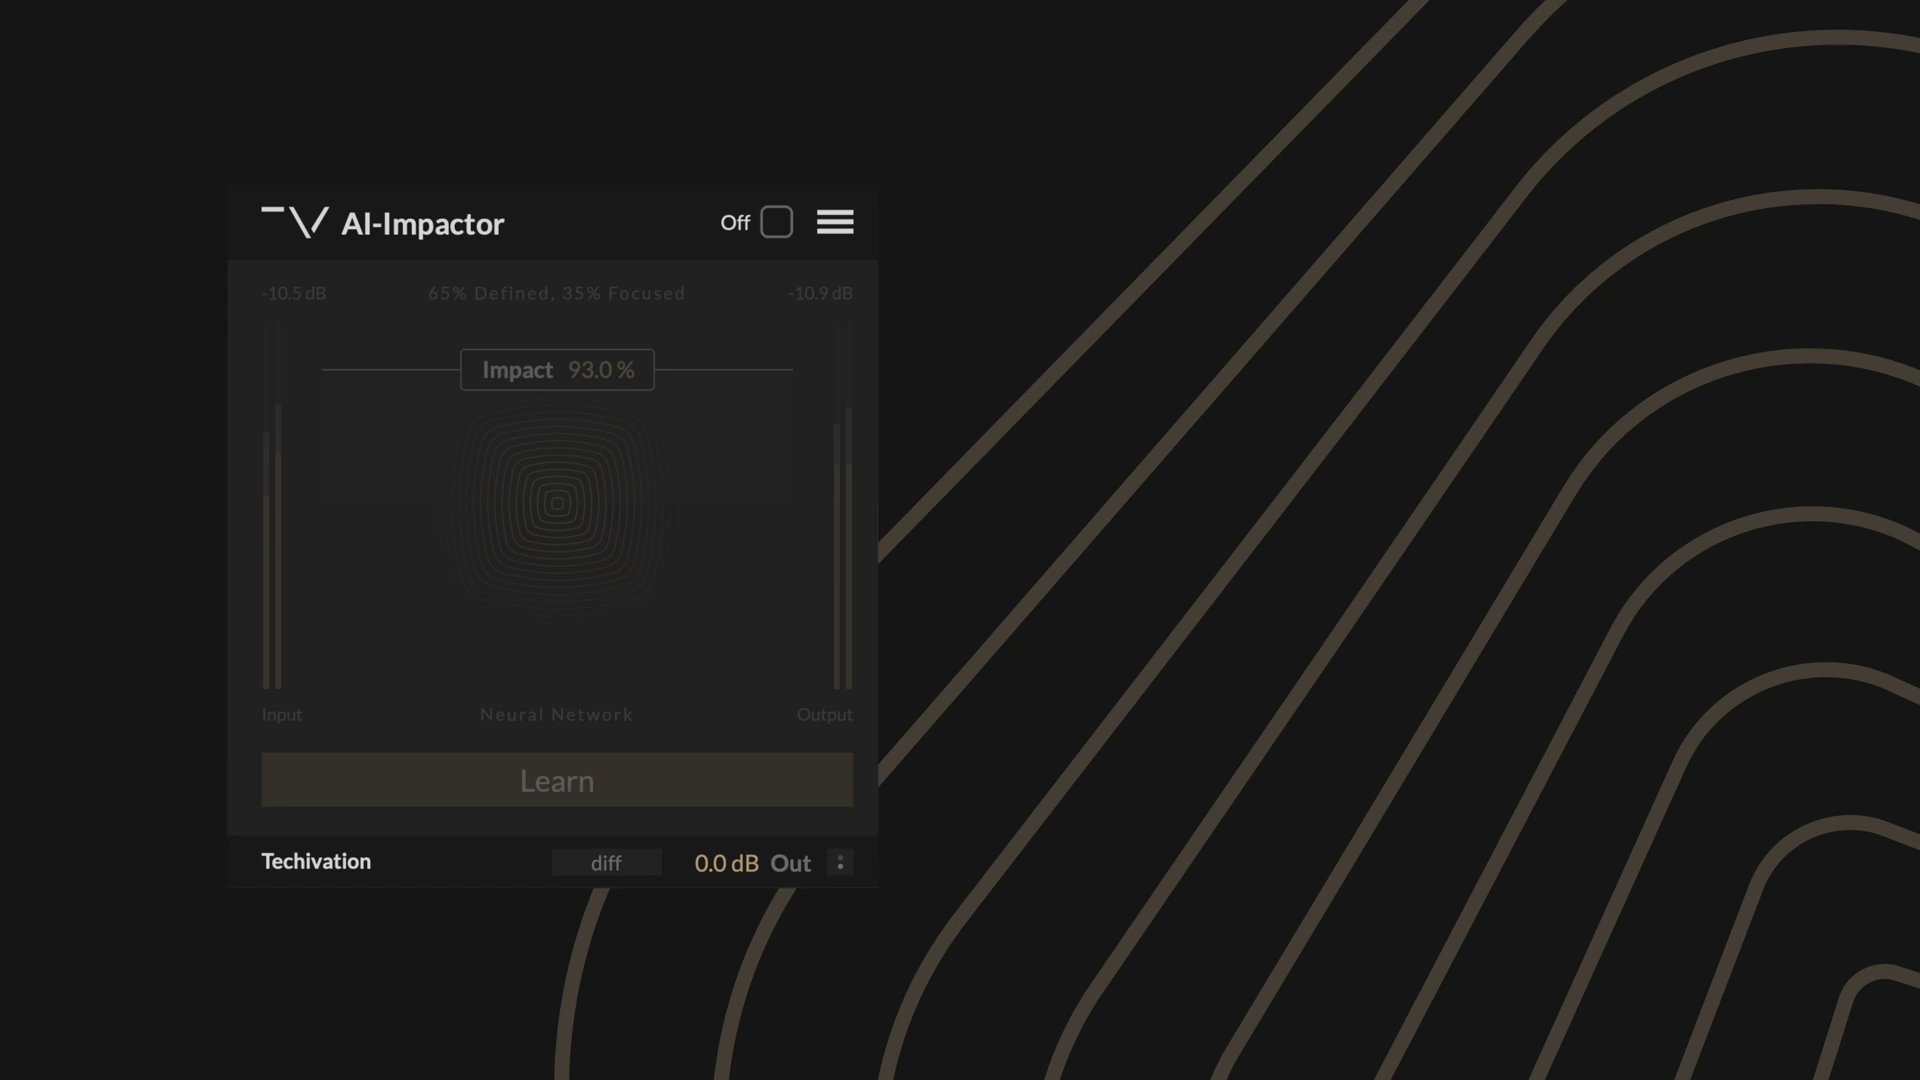 AI-Impactor Off
-10.5 dB 65% Defined, 35% Focused -10.9 dB
Impact 93.0 %
Input Neural Network Output
Learn
Techivation diff 0.0 dB Out